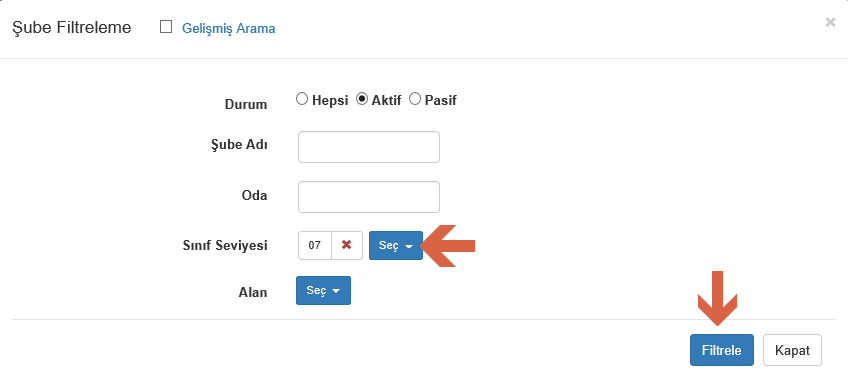 Şube Filtreleme Gelişmiş Arama ×
Durum Hepsi Aktif Pasif
Şube Adı
Oda
Sınıf Seviyesi 07 ✖ Seç
Alan Seç
Filtrele Kapat